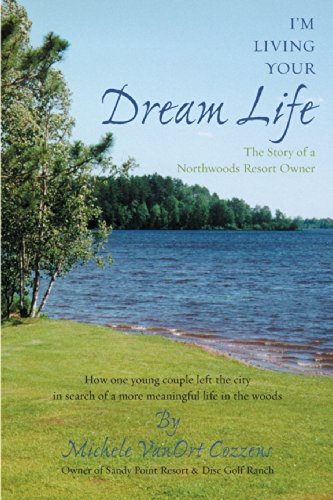 I'M
LIVING
YOUR
Dream Life
The Story of a
Northwoods Resort Owner
How one young couple left the city
in search of a more meaningful life in the woods
By
Michele VanOrt Cozzens
Owner of Sandy Point Resort & Disc Golf Ranch